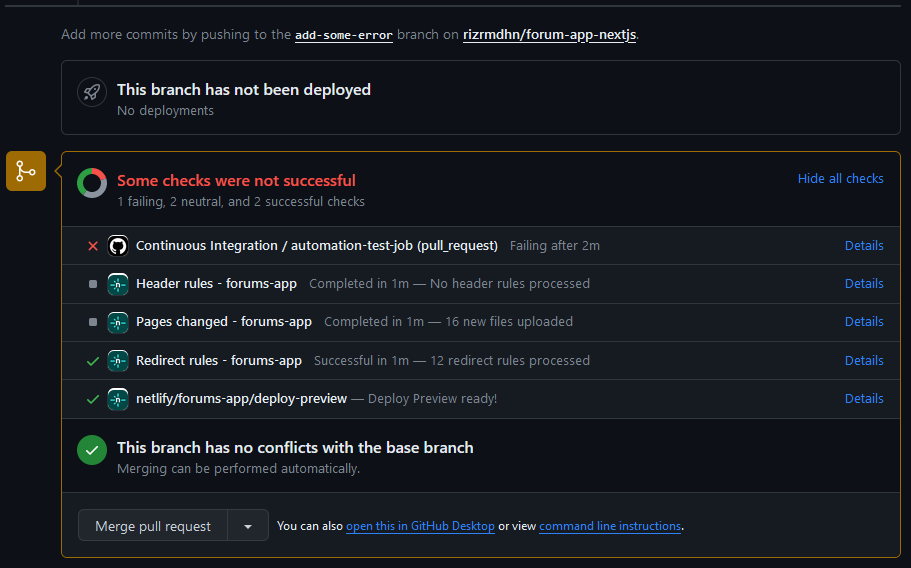 Add more commits by pushing to the add-some-error branch on rizrmdhn/forum-app-nextjs.
This branch has not been deployed
No deployments
Some checks were not successful
Hide all checks
1 failing, 2 neutral, and 2 successful checks
Continuous Integration / automation-test-job (pull_request) Failing after 2m Details
Header rules - forums-app Completed in 1m — No header rules processed Details
Pages changed - forums-app Completed in 1m — 16 new files uploaded Details
Redirect rules - forums-app Successful in 1m — 12 redirect rules processed Details
netlify/forums-app/deploy-preview — Deploy Preview ready! Details
This branch has no conflicts with the base branch
Merging can be performed automatically.
Merge pull request You can also open this in GitHub Desktop or view command line instructions.